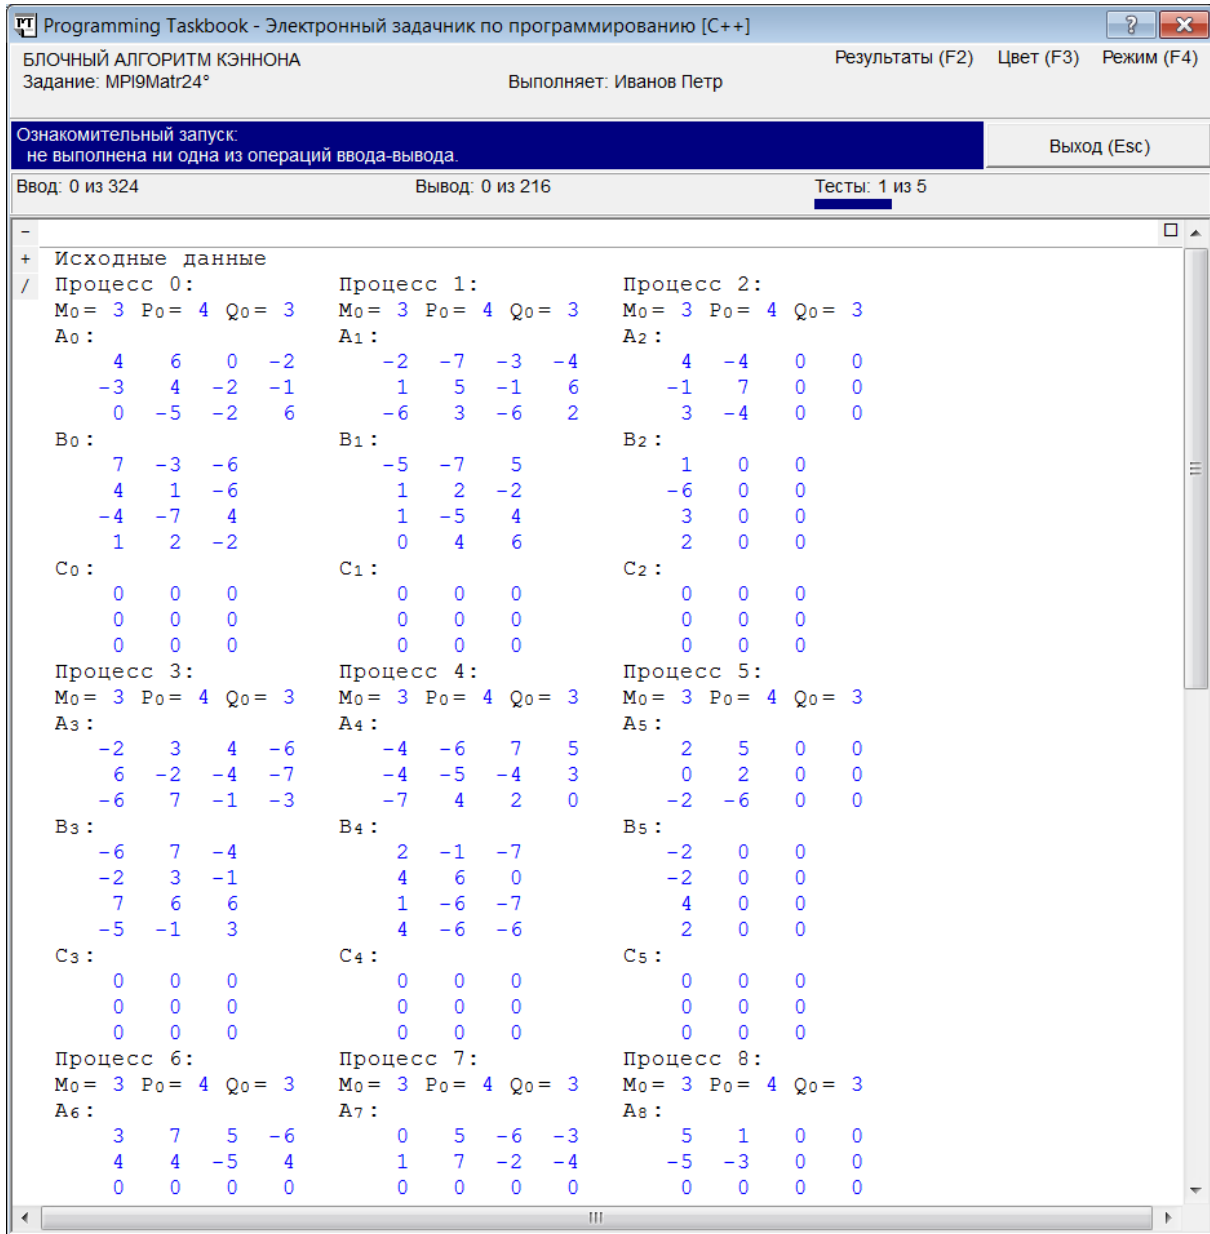 Programming Taskbook - Электронный задачник по программированию [C++]
БЛОЧНЫЙ АЛГОРИТМ КЭННОНА Результаты (F2) Цвет (F3) Режим (F4)
Задание: MPI9Matr24° Выполняет: Иванов Петр
Ознакомительный запуск:
не выполнена ни одна из операций ввода-вывода.
Выход (Esc)
Ввод: 0 из 324 Вывод: 0 из 216 Тесты: 1 из 5
Исходные данные
Процесс 0: Процесс 1: Процесс 2:
M0= 3 P0= 4 Q0= 3 M0= 3 P0= 4 Q0= 3 M0= 3 P0= 4 Q0= 3
A0: A1: A2:
4 6 0 -2 -2 -7 -3 -4 4 -4 0 0
-3 4 -2 -1 1 5 -1 6 -1 7 0 0
0 -5 -2 6 -6 3 -6 2 3 -4 0 0
B0: B1: B2:
7 -3 -6 -5 -7 5 1 0 0
4 1 -6 1 2 -2 -6 0 0
-4 -7 4 1 -5 4 3 0 0
1 2 -2 0 4 6 2 0 0
C0: C1: C2:
0 0 0 0 0 0 0 0 0
0 0 0 0 0 0 0 0 0
0 0 0 0 0 0 0 0 0
Процесс 3: Процесс 4: Процесс 5:
M0= 3 P0= 4 Q0= 3 M0= 3 P0= 4 Q0= 3 M0= 3 P0= 4 Q0= 3
A3: A4: A5:
-2 3 4 -6 -4 -6 7 5 2 5 0 0
6 -2 -4 -7 -4 -5 -4 3 0 2 0 0
-6 7 -1 -3 -7 4 2 0 -2 -6 0 0
B3: B4: B5:
-6 7 -4 2 -1 -7 -2 0 0
-2 3 -1 4 6 0 -2 0 0
7 6 6 1 -6 -7 4 0 0
-5 -1 3 4 -6 -6 2 0 0
C3: C4: C5:
0 0 0 0 0 0 0 0 0
0 0 0 0 0 0 0 0 0
0 0 0 0 0 0 0 0 0
Процесс 6: Процесс 7: Процесс 8:
M0= 3 P0= 4 Q0= 3 M0= 3 P0= 4 Q0= 3 M0= 3 P0= 4 Q0= 3
A6: A7: A8:
3 7 5 -6 0 5 -6 -3 5 1 0 0
4 4 -5 4 1 7 -2 -4 -5 -3 0 0
0 0 0 0 0 0 0 0 0 0 0 0